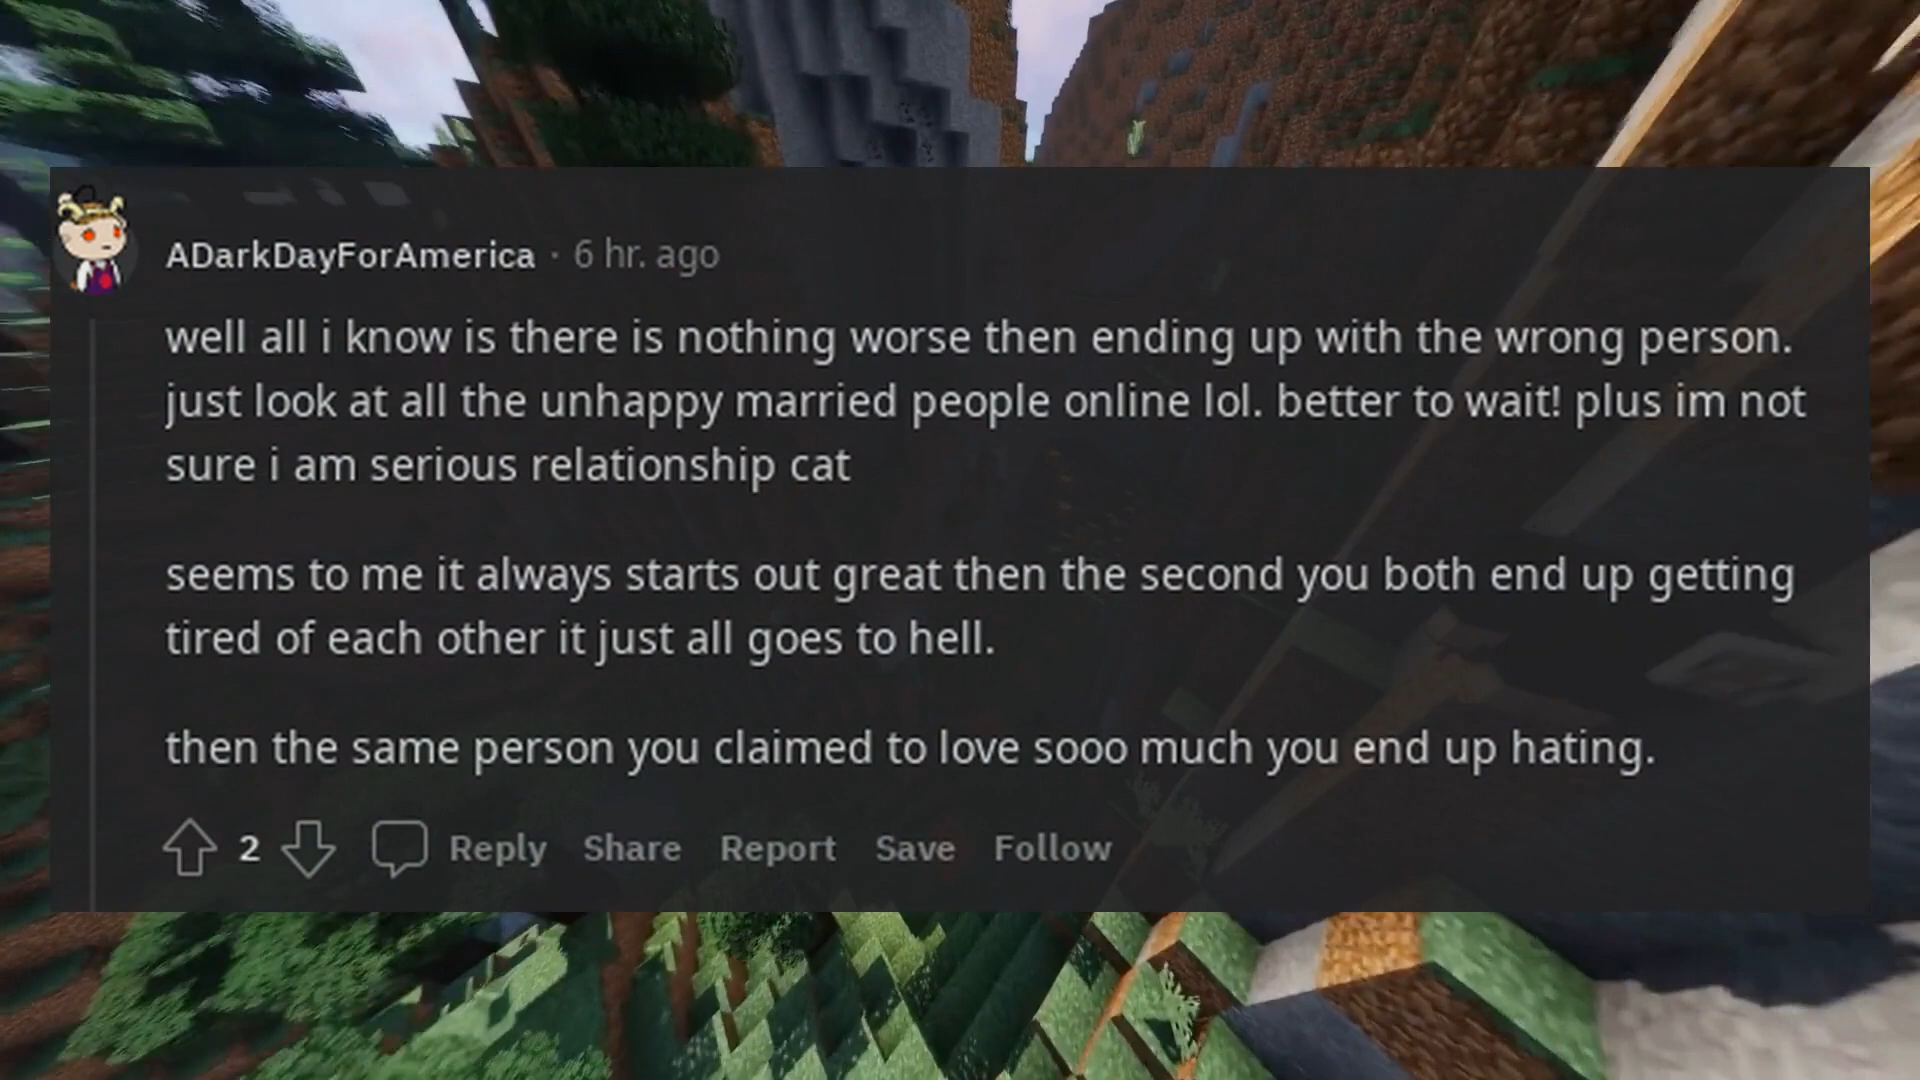 ADarkDayForAmerica · 6 hr. ago
well all i know is there is nothing worse then ending up with the wrong person.
just look at all the unhappy married people online lol. better to wait! plus im not
sure i am serious relationship cat
seems to me it always starts out great then the second you both end up getting
tired of each other it just all goes to hell.
then the same person you claimed to love sooo much you end up hating.
2 Reply Share Report Save Follow